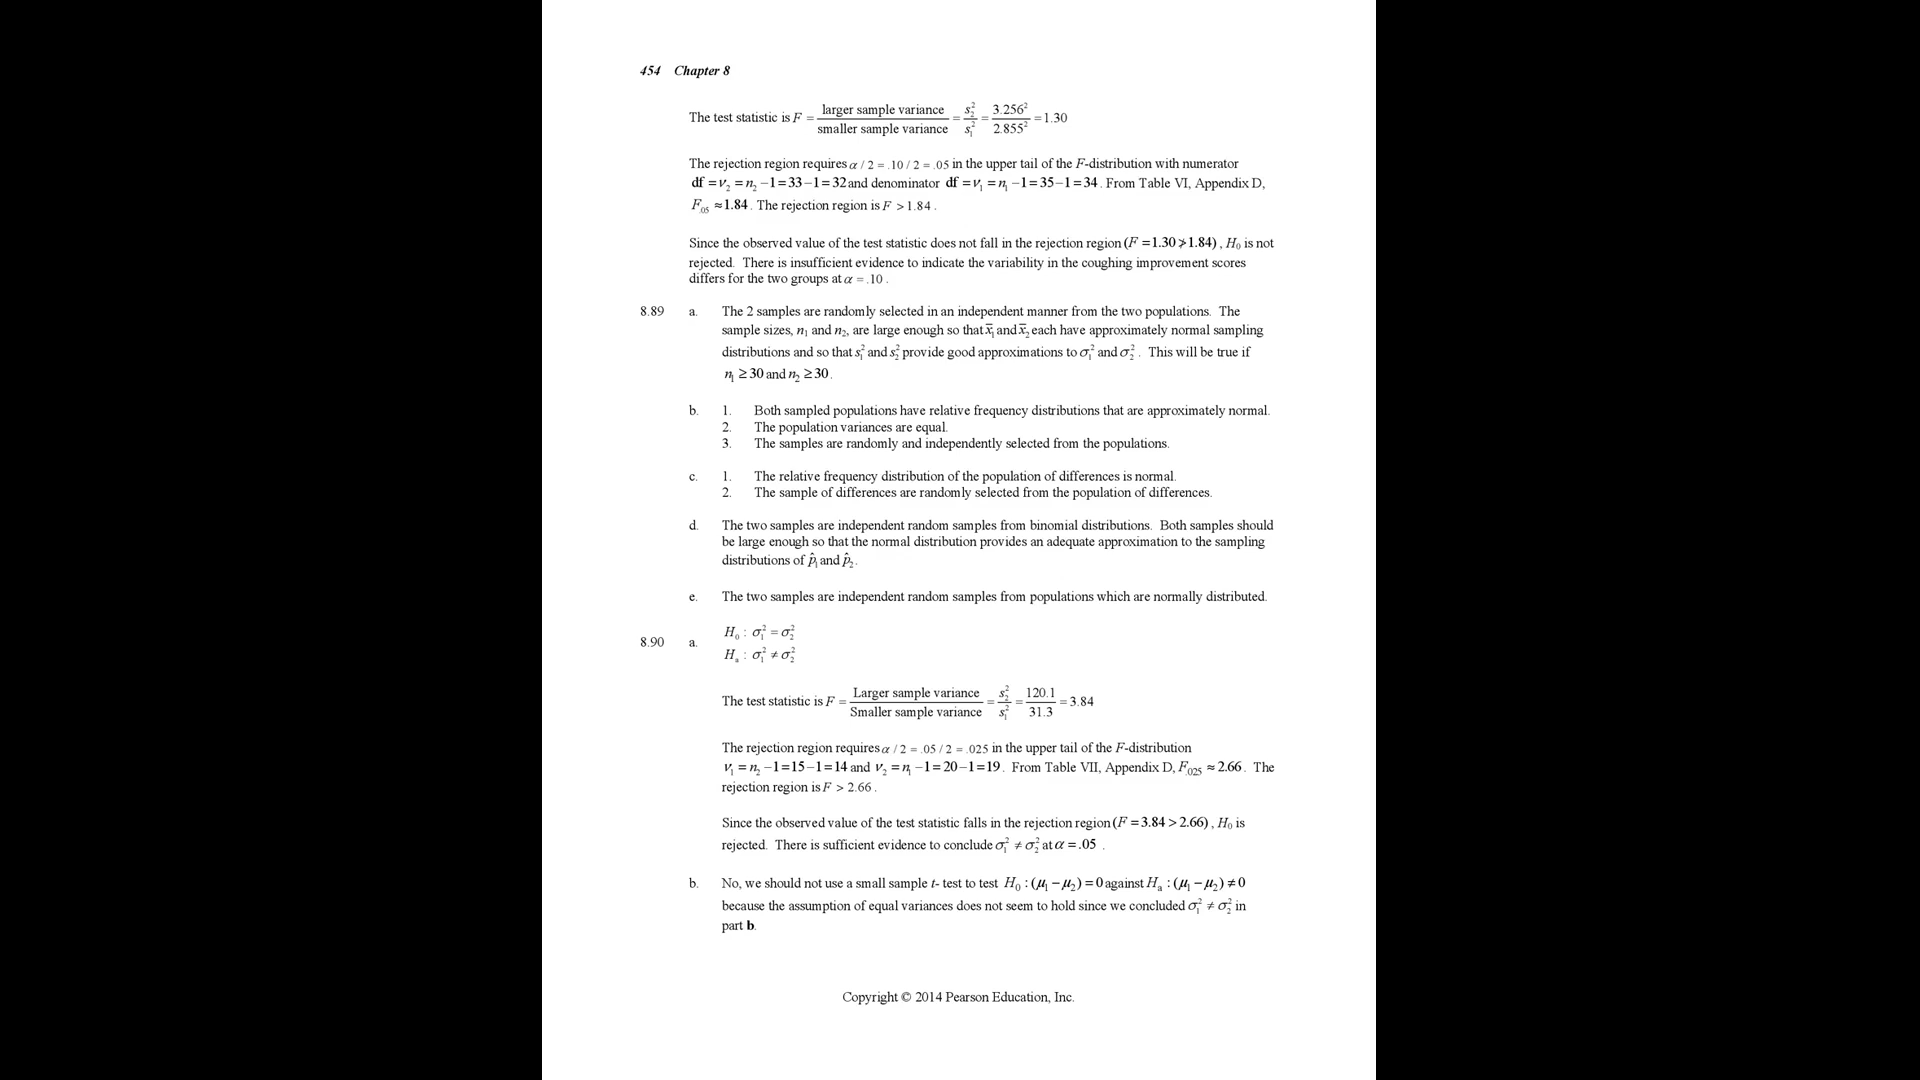 454 Chapter 8
The test statistic is F = larger sample variance / smaller sample variance = s₂² / s₁² = 3.256² / 2.855² = 1.30
The rejection region requires α / 2 = .10 / 2 = .05 in the upper tail of the F-distribution with numerator
df = ν₂ = n₂ − 1 = 33 − 1 = 32 and denominator df = ν₁ = n₁ − 1 = 35 − 1 = 34. From Table VI, Appendix D,
F.₀₅ ≈ 1.84. The rejection region is F > 1.84.
Since the observed value of the test statistic does not fall in the rejection region (F = 1.30 ≯ 1.84), H₀ is not
rejected. There is insufficient evidence to indicate the variability in the coughing improvement scores
differs for the two groups at α = .10.
8.89 a. The 2 samples are randomly selected in an independent manner from the two populations. The
sample sizes, n₁ and n₂, are large enough so that x̅₁ and x̅₂ each have approximately normal sampling
distributions and so that s₁² and s₂² provide good approximations to σ₁² and σ₂². This will be true if
n₁ ≥ 30 and n₂ ≥ 30.
b. 1. Both sampled populations have relative frequency distributions that are approximately normal.
2. The population variances are equal.
3. The samples are randomly and independently selected from the populations.
c. 1. The relative frequency distribution of the population of differences is normal.
2. The sample of differences are randomly selected from the population of differences.
d. The two samples are independent random samples from binomial distributions. Both samples should
be large enough so that the normal distribution provides an adequate approximation to the sampling
distributions of p̂₁ and p̂₂.
e. The two samples are independent random samples from populations which are normally distributed.
8.90 a. H₀ : σ₁² = σ₂²
Hₐ : σ₁² ≠ σ₂²
The test statistic is F = Larger sample variance / Smaller sample variance = s₂² / s₁² = 120.1 / 31.3 = 3.84
The rejection region requires α / 2 = .05 / 2 = .025 in the upper tail of the F-distribution
ν₁ = n₂ − 1 = 15 − 1 = 14 and ν₂ = n₁ − 1 = 20 − 1 = 19. From Table VII, Appendix D, F.₀₂₅ ≈ 2.66. The
rejection region is F > 2.66.
Since the observed value of the test statistic falls in the rejection region (F = 3.84 > 2.66), H₀ is
rejected. There is sufficient evidence to conclude σ₁² ≠ σ₂² at α = .05 .
b. No, we should not use a small sample t- test to test H₀ : (μ₁ − μ₂) = 0 against Hₐ : (μ₁ − μ₂) ≠ 0
because the assumption of equal variances does not seem to hold since we concluded σ₁² ≠ σ₂² in
part b.
Copyright © 2014 Pearson Education, Inc.